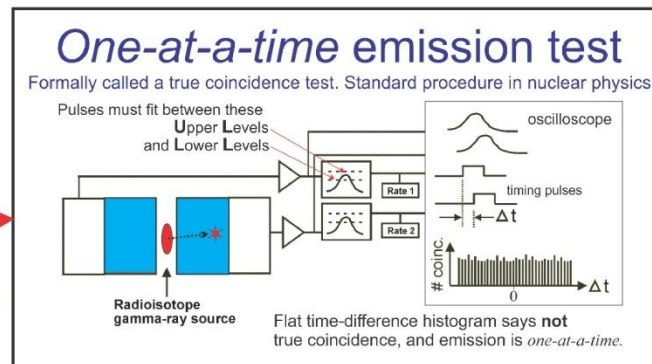 One-at-a-time emission test
Formally called a true coincidence test. Standard procedure in nuclear physics
Pulses must fit between these
Upper Levels
and Lower Levels
oscilloscope
Rate 1
timing pulses
Δt
Rate 2
# coinc.
Δt
0
Radioisotope
gamma-ray source
Flat time-difference histogram says not
true coincidence, and emission is one-at-a-time.